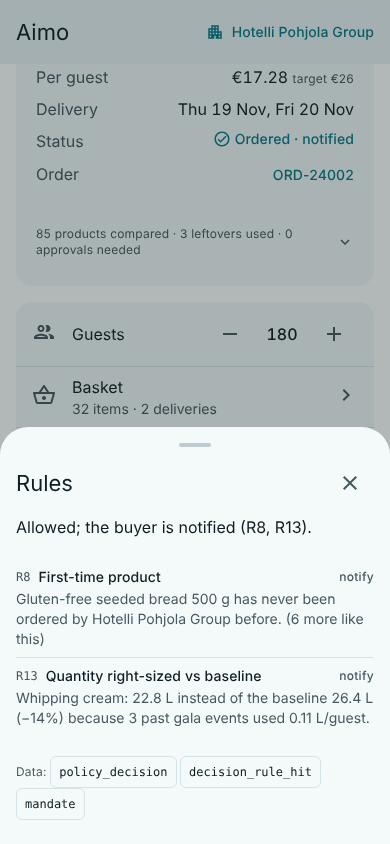 Aimo
Hotelli Pohjola Group
Per guest €17.28 target €26
Delivery Thu 19 Nov, Fri 20 Nov
Status Ordered · notified
Order ORD-24002
85 products compared · 3 leftovers used · 0
approvals needed
Guests 180
Basket
32 items · 2 deliveries
Rules
Allowed; the buyer is notified (R8, R13).
R8 First-time product notify
Gluten-free seeded bread 500 g has never been
ordered by Hotelli Pohjola Group before. (6 more like
this)
R13 Quantity right-sized vs baseline notify
Whipping cream: 22.8 L instead of the baseline 26.4 L
(−14%) because 3 past gala events used 0.11 L/guest.
Data: policy_decision decision_rule_hit
mandate